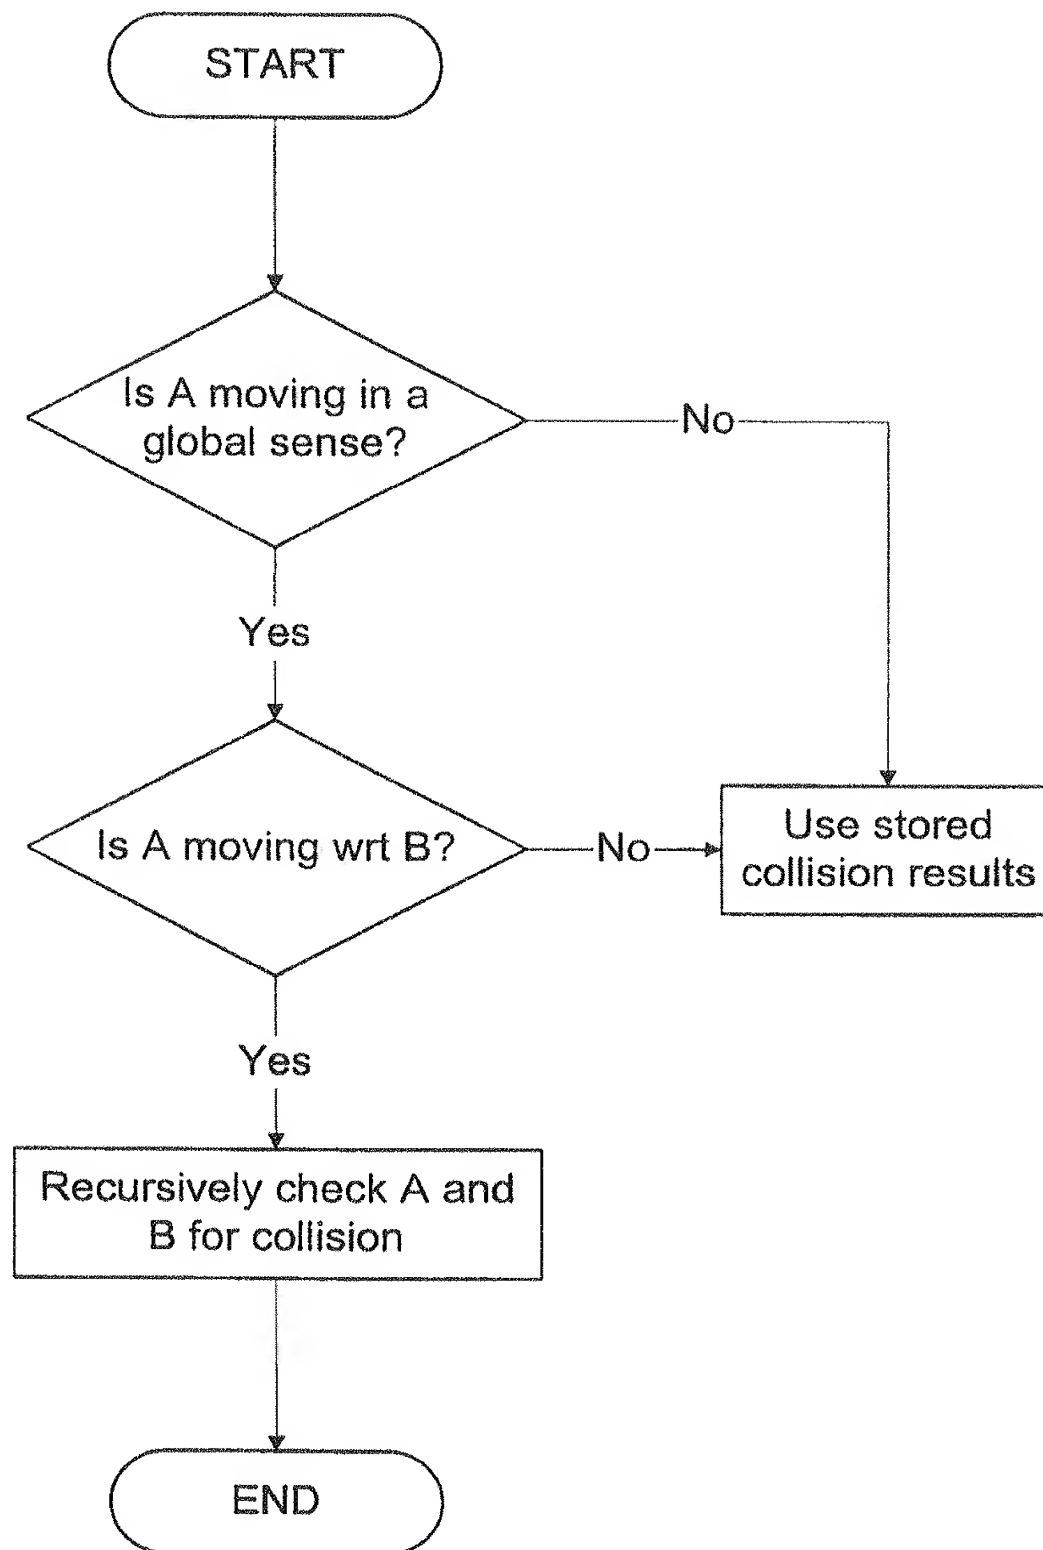 START
Is A moving in a
global sense?
No
Yes
Is A moving wrt B?
No
Use stored
collision results
Yes
Recursively check A and
B for collision
END